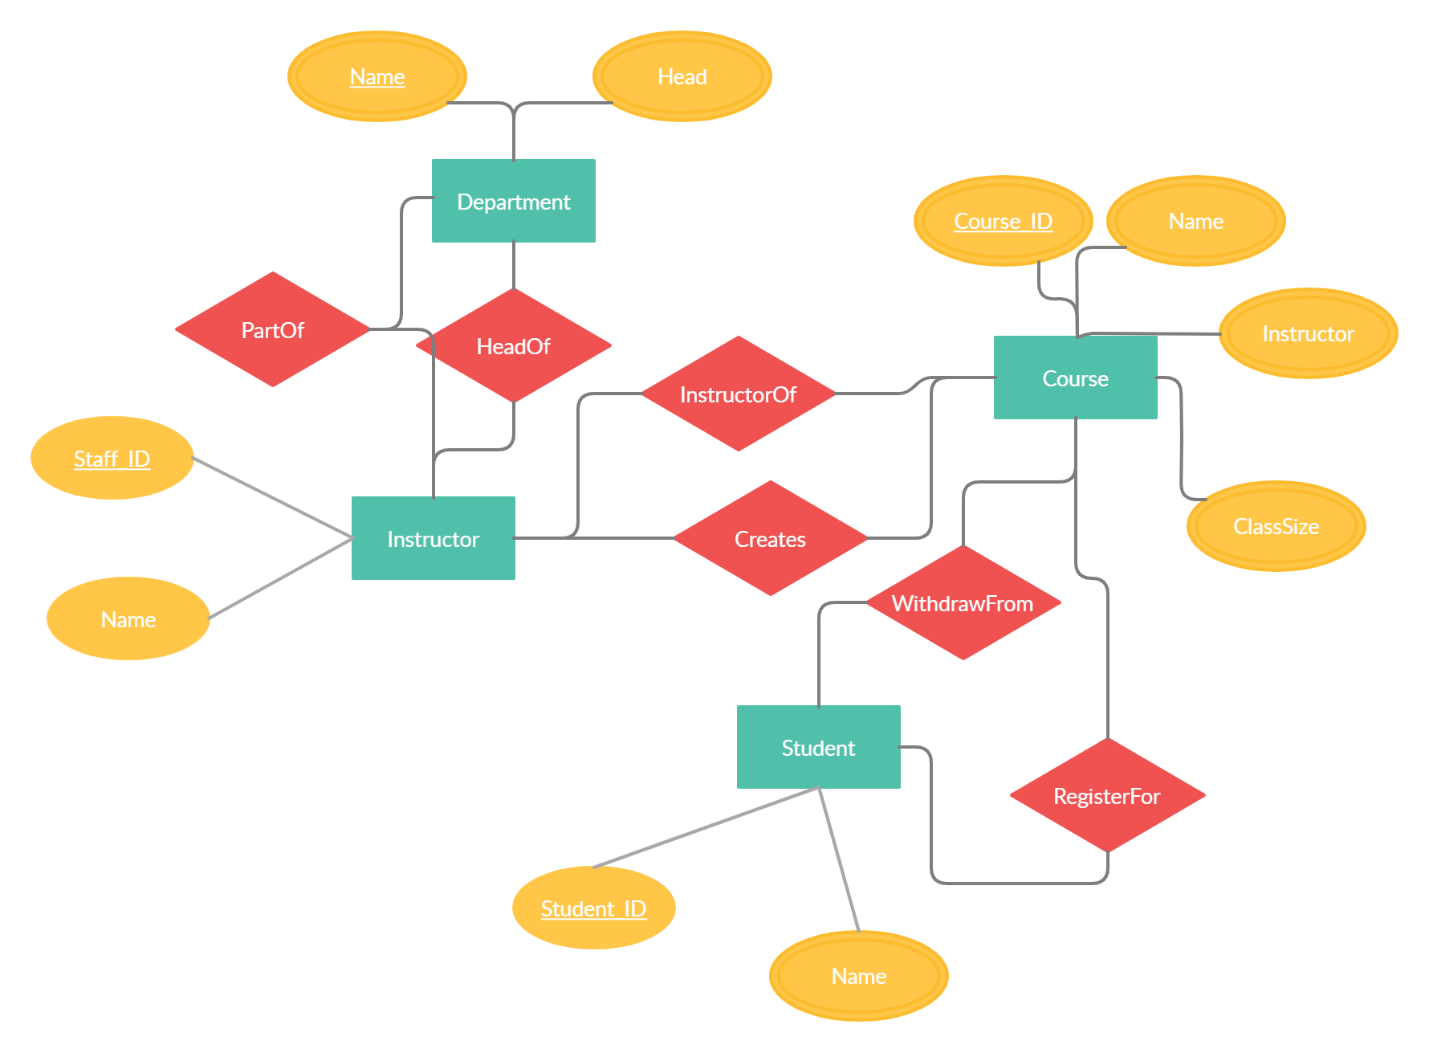 Name
Head
Department
Course_ID
Name
PartOf
HeadOf
Instructor
InstructorOf
Course
Staff_ID
Instructor
Creates
ClassSize
Name
WithdrawFrom
Student
RegisterFor
Student_ID
Name